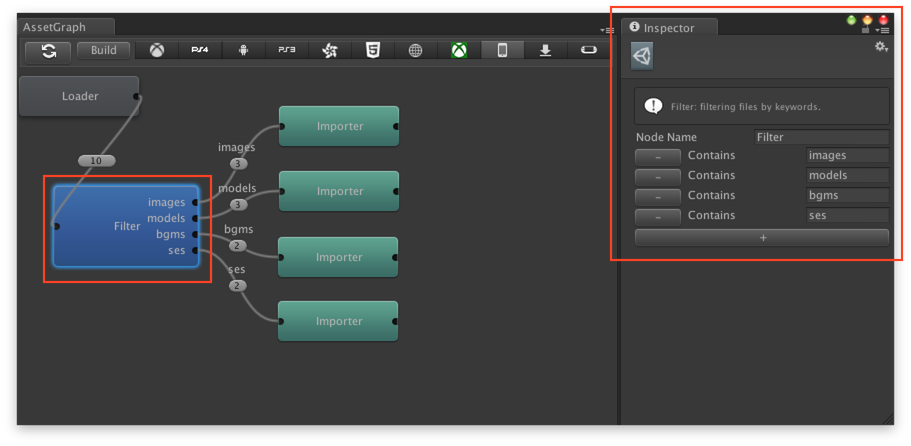 AssetGraph
Build
PS4
PS3
Loader
10
images
models
Filter
bgms
ses
images
3
models
3
bgms
2
ses
2
Importer
Importer
Importer
Importer
Inspector
Filter: filtering files by keywords.
Node Name Filter
- Contains images
- Contains models
- Contains bgms
- Contains ses
+